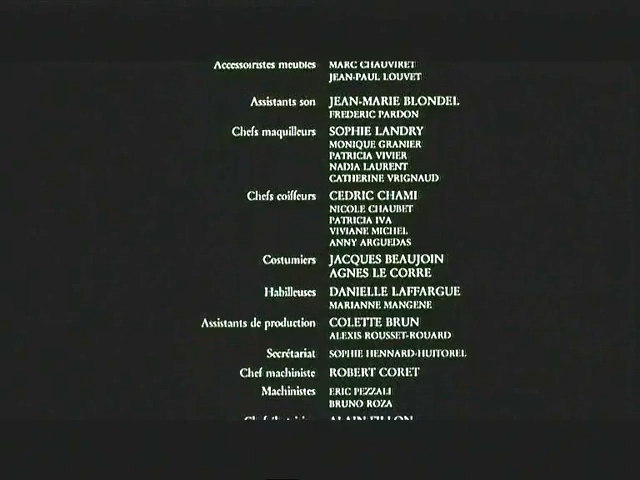 Accessoiristes meubles MARC CHAUVIRET
JEAN-PAUL LOUVET
Assistants son JEAN-MARIE BLONDEL
FREDERIC PARDON
Chefs maquilleurs SOPHIE LANDRY
MONIQUE GRANIER
PATRICIA VIVIER
NADIA LAURENT
CATHERINE VRIGNAUD
Chefs coiffeurs CEDRIC CHAMI
NICOLE CHAUBET
PATRICIA IVA
VIVIANE MICHEL
ANNY ARGUEDAS
Costumiers JACQUES BEAUJOIN
AGNES LE CORRE
Habilleuses DANIELLE LAFFARGUE
MARIANNE MANGENE
Assistants de production COLETTE BRUN
ALEXIS ROUSSET-ROUARD
Secrétariat SOPHIE HENNARD-HUITOREL
Chef machiniste ROBERT CORET
Machinistes ERIC PEZZALI
BRUNO ROZA
ALAIN FILLON